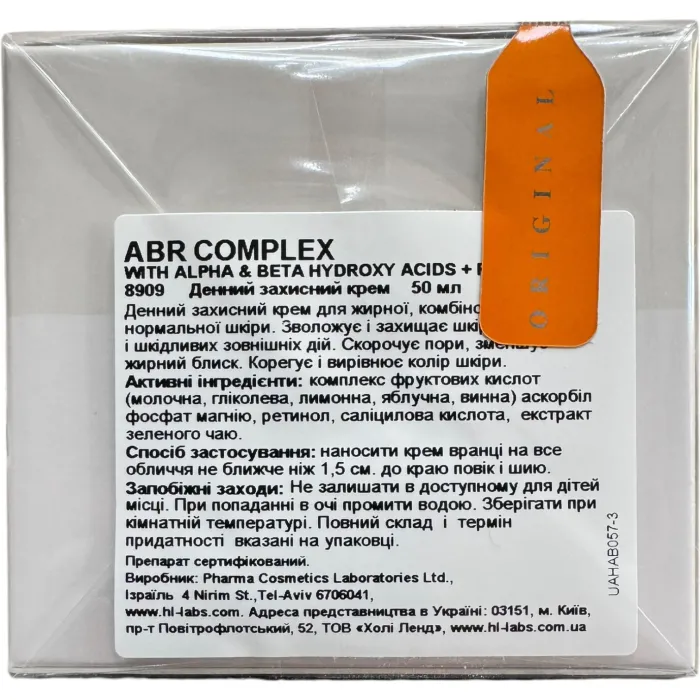 ORIGINAL
ABR COMPLEX
WITH ALPHA & BETA HYDROXY ACIDS +
8909 Денний захисний крем 50 мл
Денний захисний крем для жирної,
нормальної шкіри. Зволожує і захищає
і шкідливих зовнішніх дій. Скорочує пори,
жирний блиск. Корегує і вирівнює колір шкіри.
Активні інгредієнти: комплекс фруктових кислот
(молочна, гліколева, лимонна, яблучна, винна) аскорбіл
фосфат магнію, ретинол, саліцилова кислота, екстракт
зеленого чаю.
Спосіб застосування: наносити крем вранці на все
обличчя не ближче ніж 1,5 см. до краю повік і шию.
Запобіжні заходи: Не залишати в доступному для дітей
місці. При попаданні в очі промити водою. Зберігати при
кімнатній температурі. Повний склад і термін
придатності вказані на упаковці.
Препарат сертифікований.
Виробник: Pharma Cosmetics Laboratories Ltd.,
Ізраїль 4 Nirim St.,Tel-Aviv 6706041,
www.hl-labs.com. Адреса представництва в Україні: 03151, м. Київ,
пр-т Повітрофлотський, 52, ТОВ «Холі Ленд», www.hl-labs.com.ua
UAHAB057-3